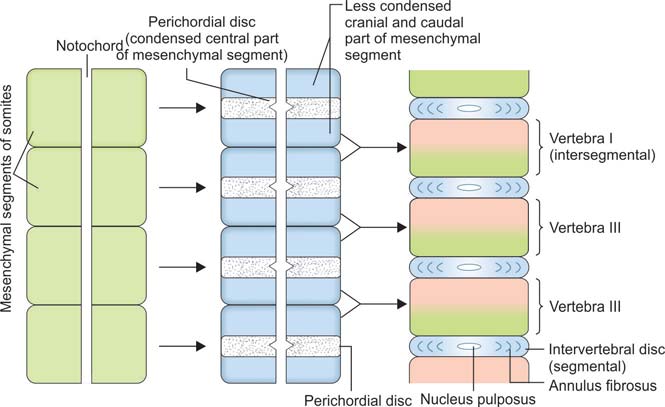 Notochord
Perichordial disc
(condensed central part
of mesenchymal segment)
Less condensed
cranial and caudal
part of mesenchymal
segment
Mesenchymal segments of somites
Vertebra I
(intersegmental)
Vertebra III
Vertebra III
Intervertebral disc
(segmental)
Annulus fibrosus
Nucleus pulposus
Perichordial disc